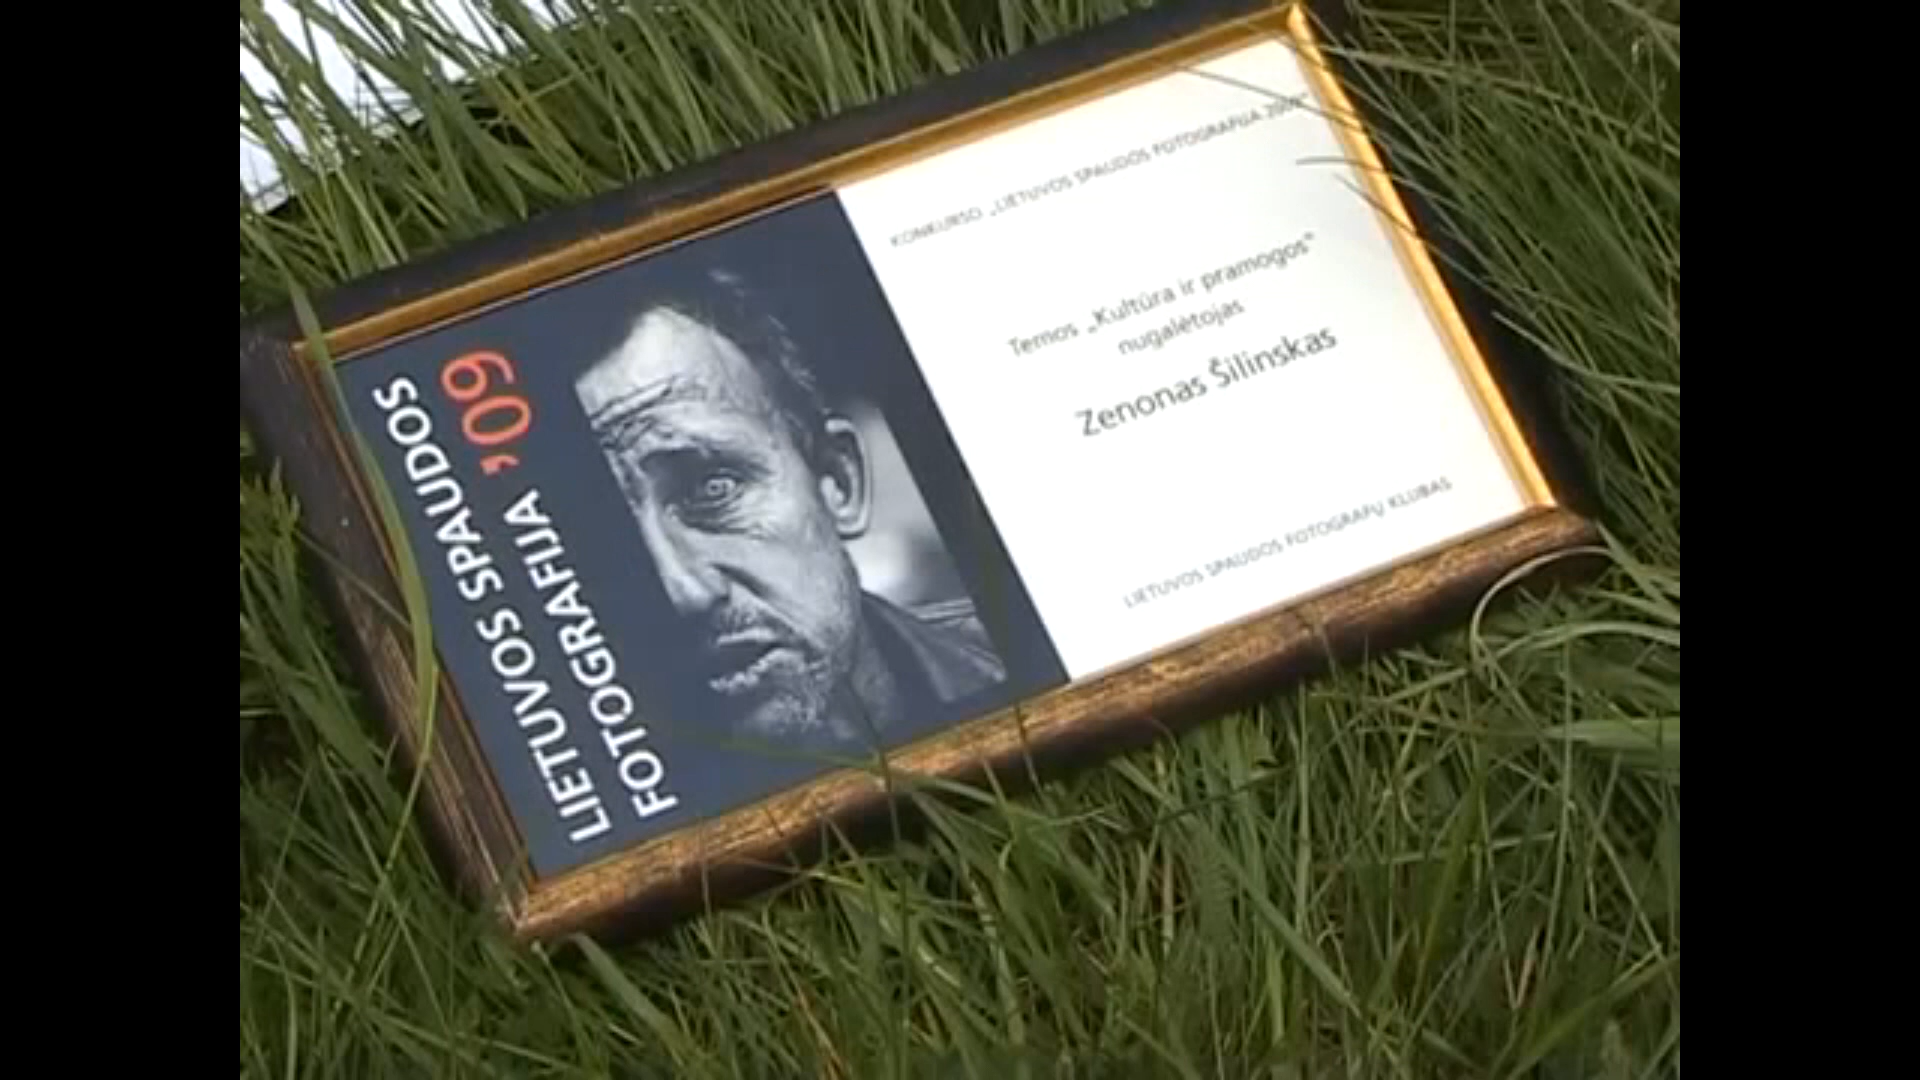 LIETUVOS SPAUDOS
FOTOGRAFIJA '09
KONKURSO „LIETUVOS SPAUDOS FOTOGRAFIJA 2009“
Temos „Kultūra ir pramogos“
nugalėtojas
Zenonas Šilinskas
LIETUVOS SPAUDOS FOTOGRAFŲ KLUBAS